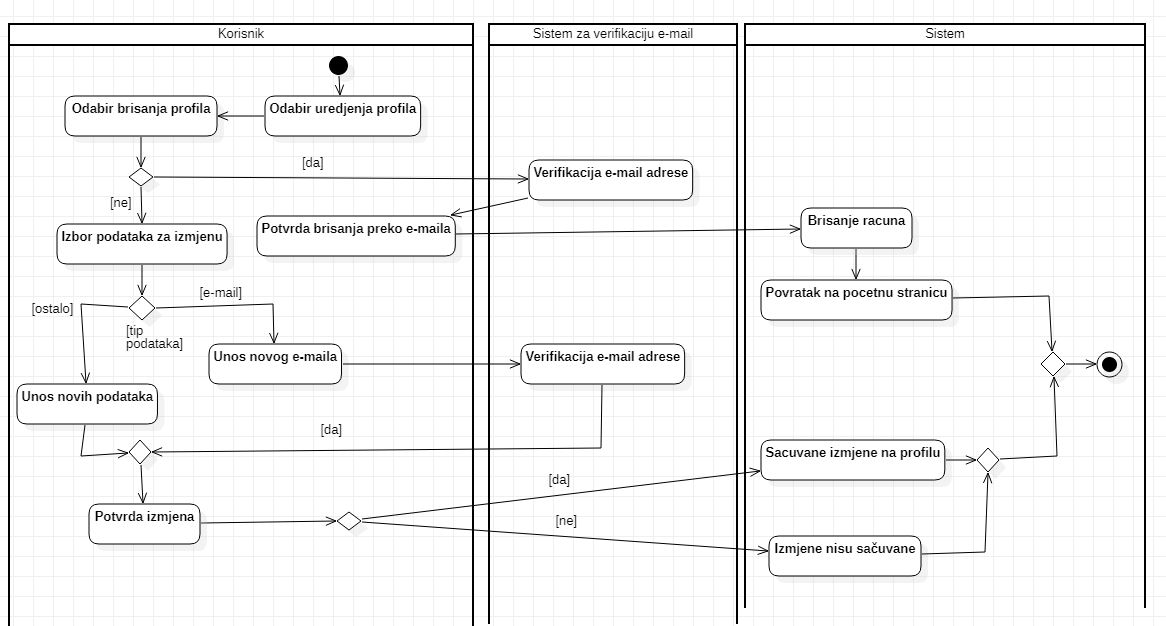 Korisnik
Sistem za verifikaciju e-mail
Sistem
Odabir brisanja profila
Odabir uredjenja profila
[da]
Verifikacija e-mail adrese
[ne]
Izbor podataka za izmjenu
Potvrda brisanja preko e-maila
Brisanje racuna
Povratak na pocetnu stranicu
[ostalo]
[e-mail]
[tip
podataka]
Unos novog e-maila
Verifikacija e-mail adrese
Unos novih podataka
[da]
Sacuvane izmjene na profilu
[da]
Potvrda izmjena
[ne]
Izmjene nisu sačuvane